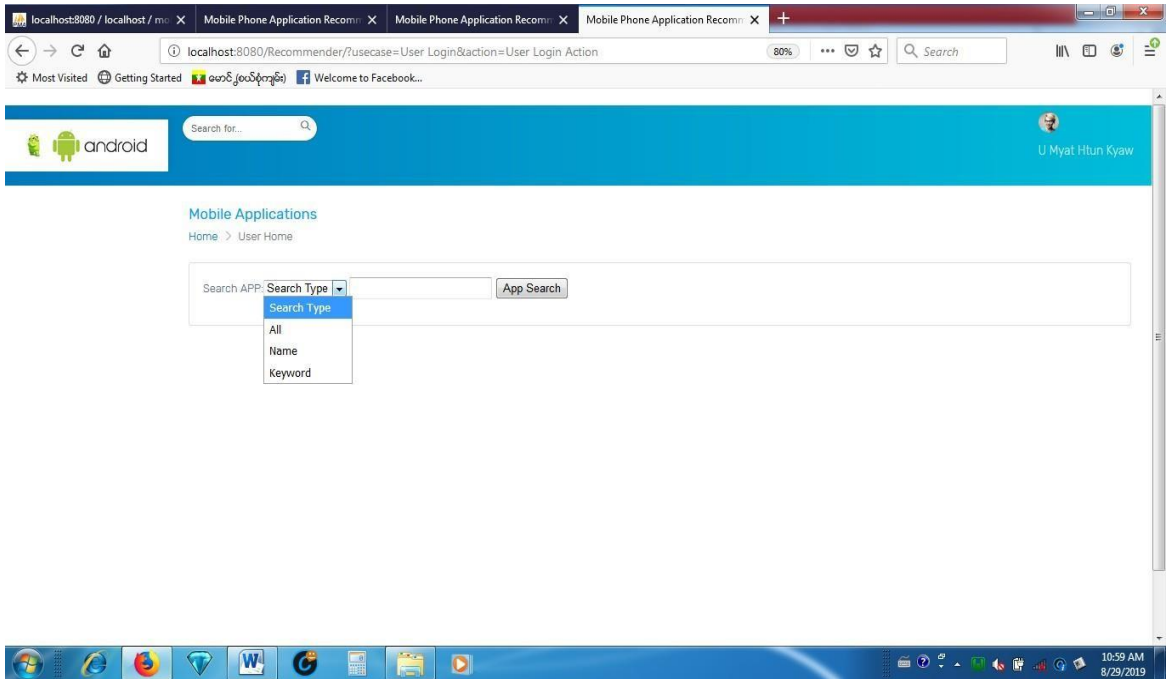 localhost:8080 / localhost / mo
Mobile Phone Application Recomm
Mobile Phone Application Recomm
Mobile Phone Application Recomm
localhost:8080/Recommender/?usecase=User Login&action=User Login Action
80%
Search
Most Visited
Getting Started
Welcome to Facebook...
android
Search for...
U Myat Htun Kyaw
Mobile Applications
Home > User Home
Search APP:
Search Type
App Search
Search Type
All
Name
Keyword
10:59 AM
8/29/2019